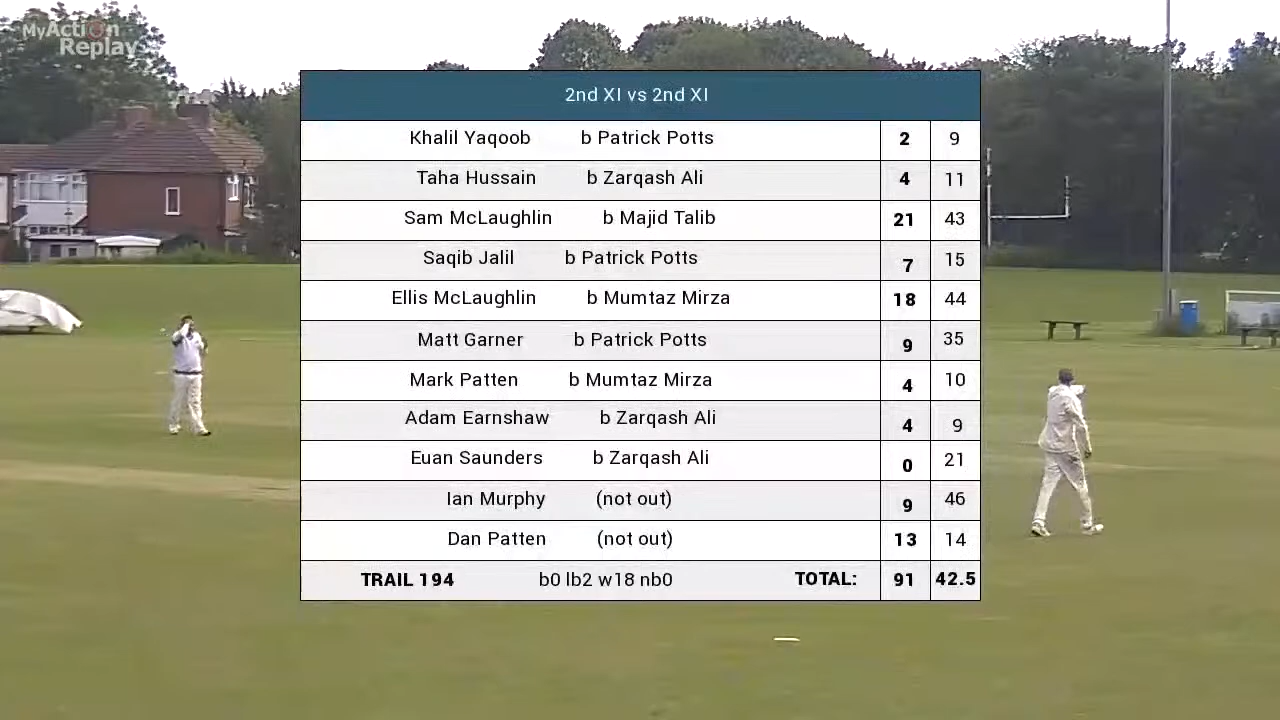 MyActiOn
Replay
2nd XI vs 2nd XI
Khalil Yaqoob b Patrick Potts 2 9
Taha Hussain b Zarqash Ali 4 11
Sam McLaughlin b Majid Talib 21 43
Saqib Jalil b Patrick Potts 7 15
Ellis McLaughlin b Mumtaz Mirza 18 44
Matt Garner b Patrick Potts 9 35
Mark Patten b Mumtaz Mirza 4 10
Adam Earnshaw b Zarqash Ali 4 9
Euan Saunders b Zarqash Ali 0 21
Ian Murphy (not out) 9 46
Dan Patten (not out) 13 14
TRAIL 194 b0 lb2 w18 nb0 TOTAL: 91 42.5